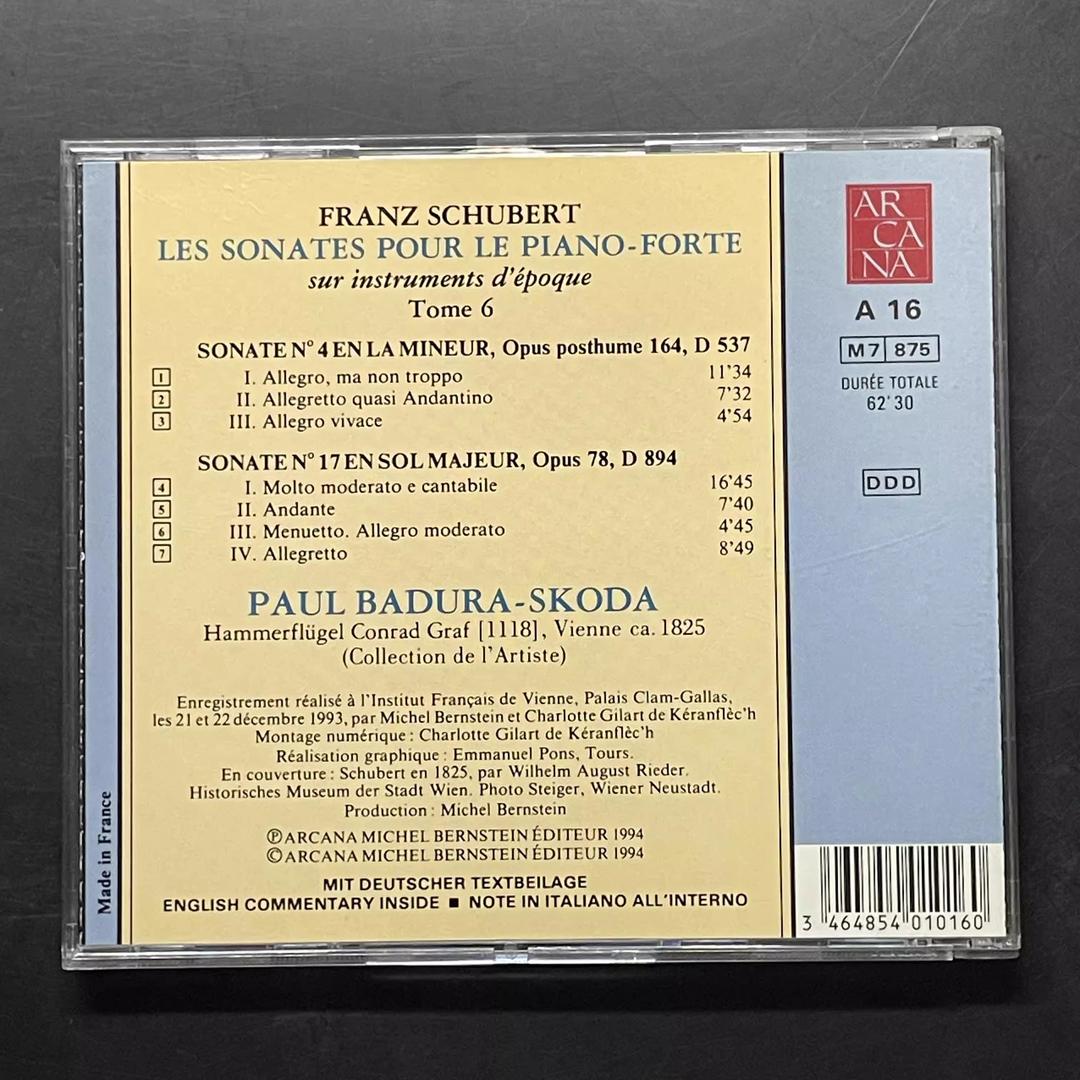 FRANZ SCHUBERT
LES SONATES POUR LE PIANO-FORTE
sur instruments d'époque
Tome 6
SONATE N° 4 EN LA MINEUR, Opus posthume 164, D 537
1 I. Allegro, ma non troppo 11'34
2 II. Allegretto quasi Andantino 7'32
3 III. Allegro vivace 4'54
SONATE N° 17 EN SOL MAJEUR, Opus 78, D 894
4 I. Molto moderato e cantabile 16'45
5 II. Andante 7'40
6 III. Menuetto. Allegro moderato 4'45
7 IV. Allegretto 8'49
PAUL BADURA-SKODA
Hammerflügel Conrad Graf [1118], Vienne ca. 1825
(Collection de l'Artiste)
Enregistrement réalisé à l'Institut Français de Vienne, Palais Clam-Gallas,
les 21 et 22 décembre 1993, par Michel Bernstein et Charlotte Gilart de Kéranflèc'h
Montage numérique : Charlotte Gilart de Kéranflèc'h
Réalisation graphique : Emmanuel Pons, Tours.
En couverture : Schubert en 1825, par Wilhelm August Rieder.
Historisches Museum der Stadt Wien. Photo Steiger, Wiener Neustadt.
Production : Michel Bernstein
℗ ARCANA MICHEL BERNSTEIN ÉDITEUR 1994
© ARCANA MICHEL BERNSTEIN ÉDITEUR 1994
MIT DEUTSCHER TEXTBEILAGE
ENGLISH COMMENTARY INSIDE ■ NOTE IN ITALIANO ALL'INTERNO
Made in France
AR
CA
NA
A 16
M7 875
DURÉE TOTALE
62'30
DDD
3 464854 010160